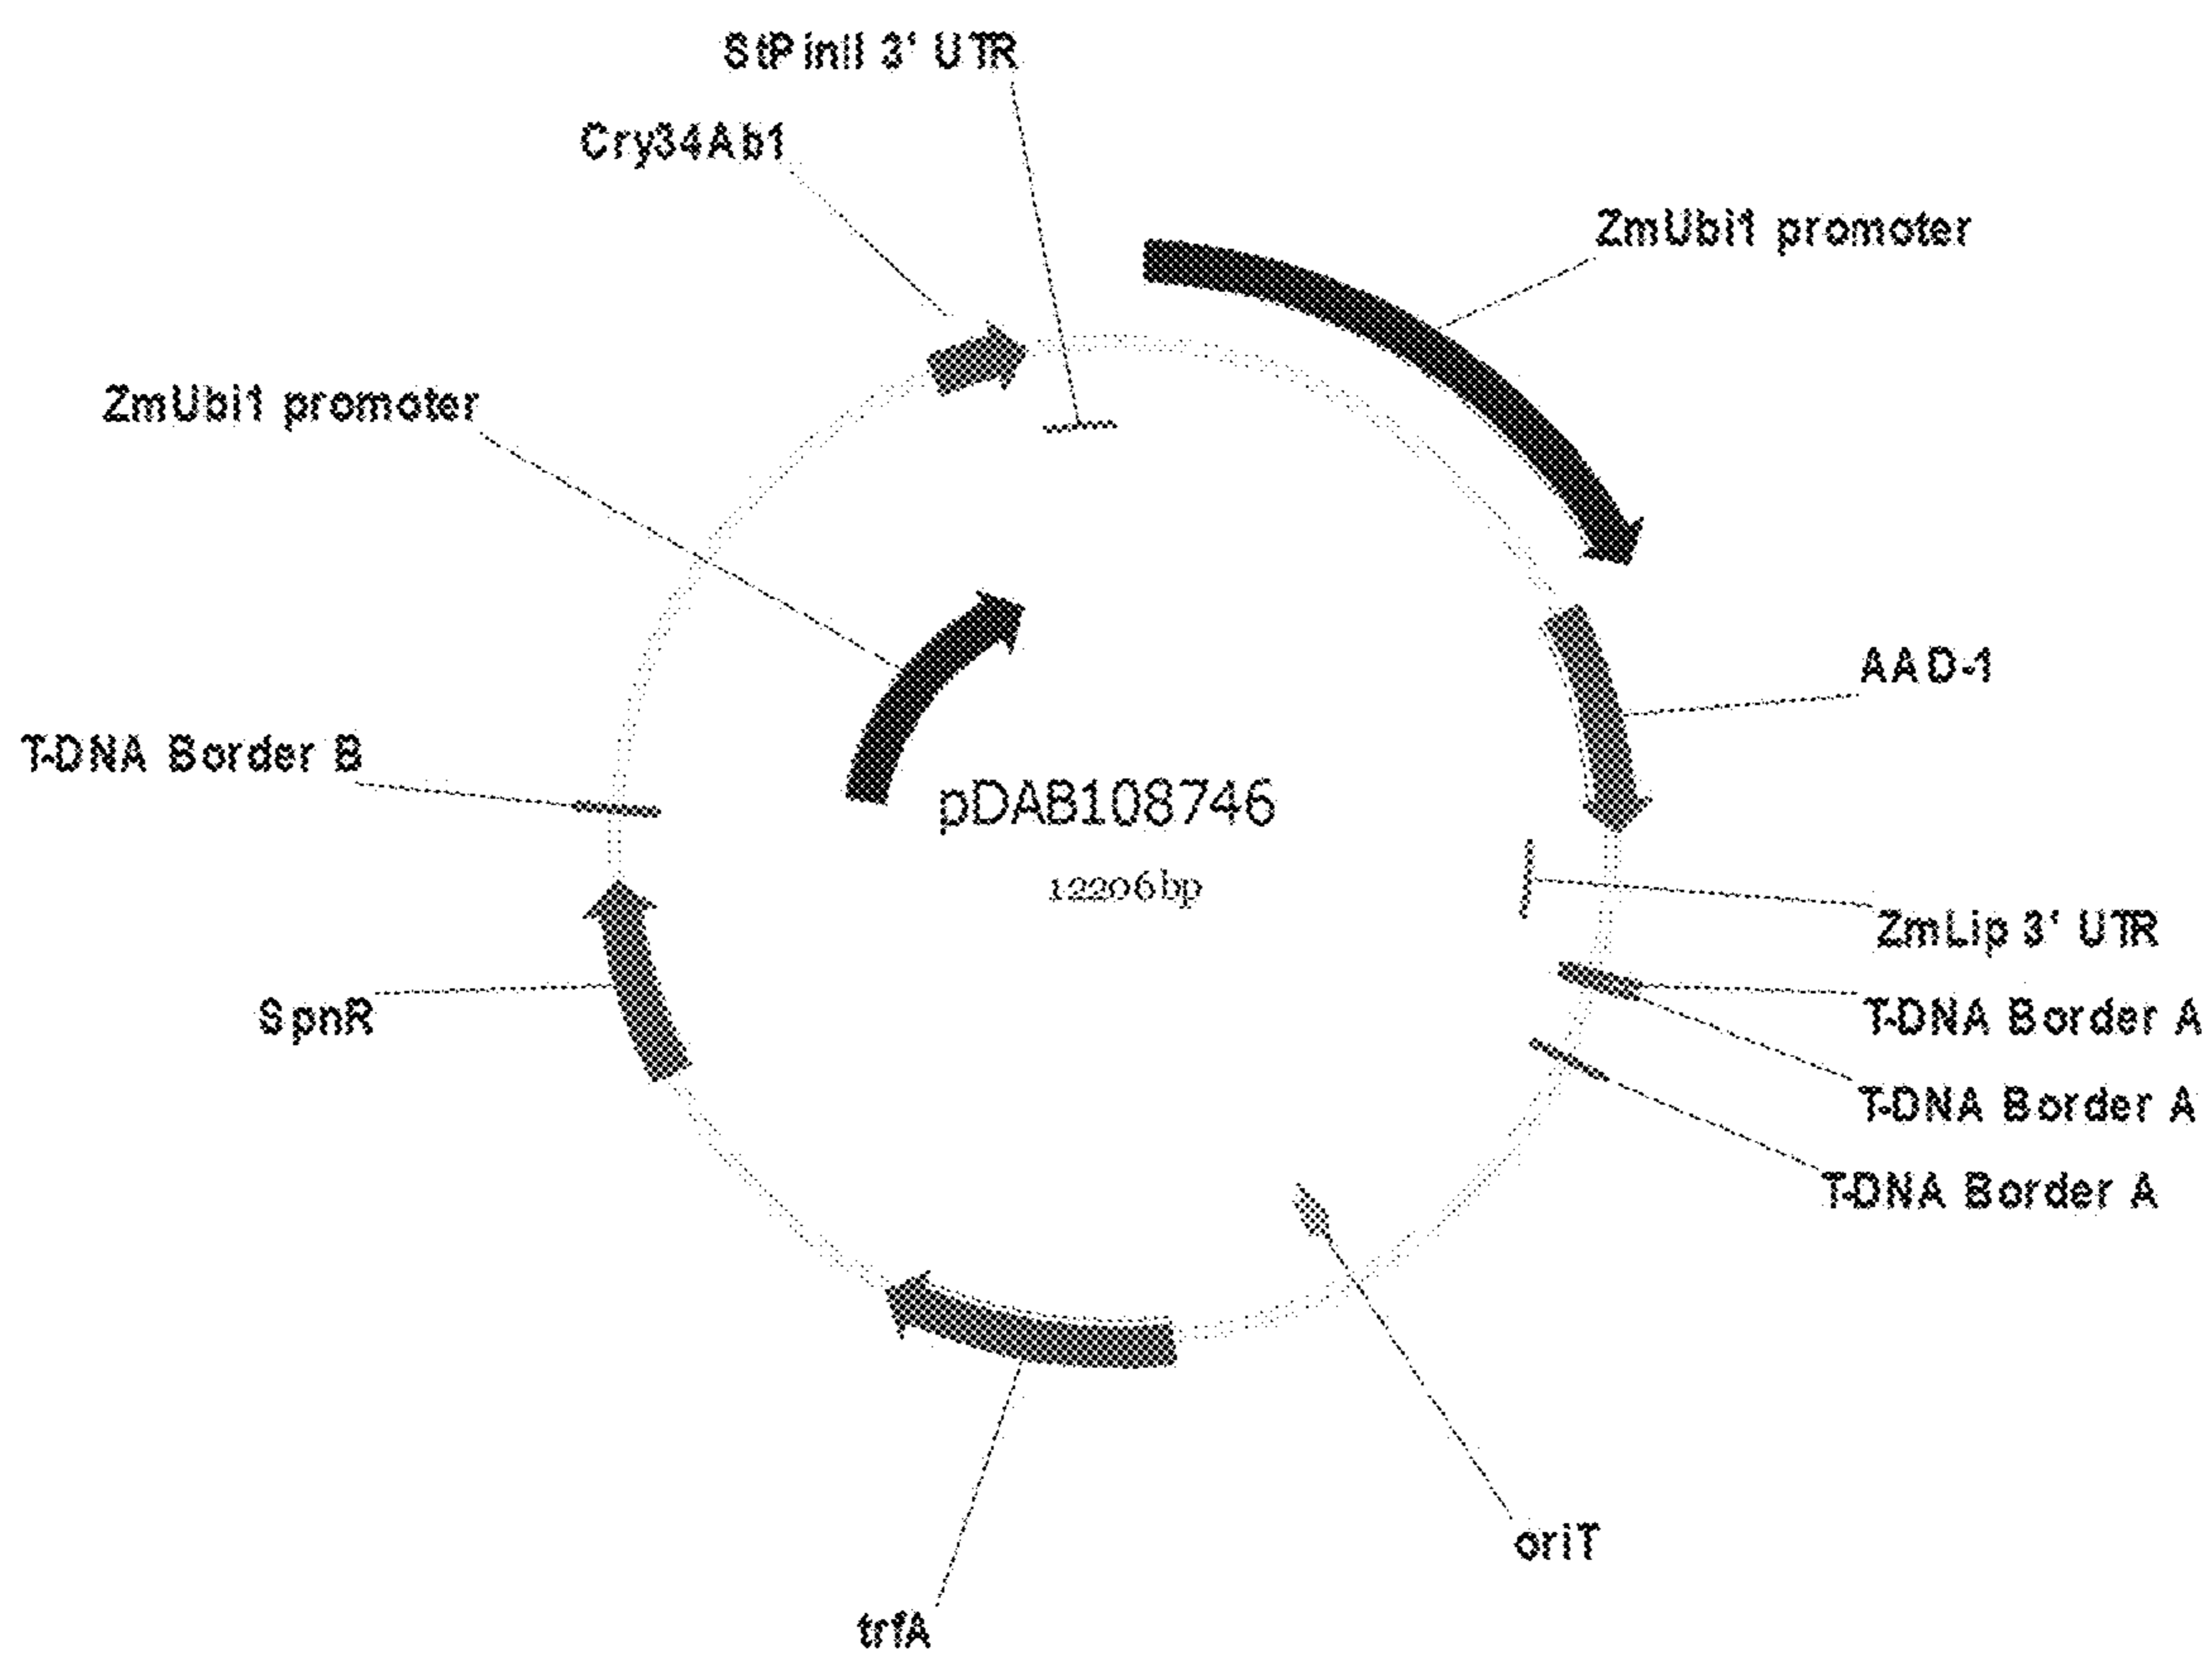 StPinII 3' UTR
Cry34Ab1
ZmUbi1 promoter
ZmUbi1 promoter
AAD-1
T-DNA Border B
pDAB108746
12206bp
ZmLip 3' UTR
SpnR
T-DNA Border A
T-DNA Border A
T-DNA Border A
oriT
trfA